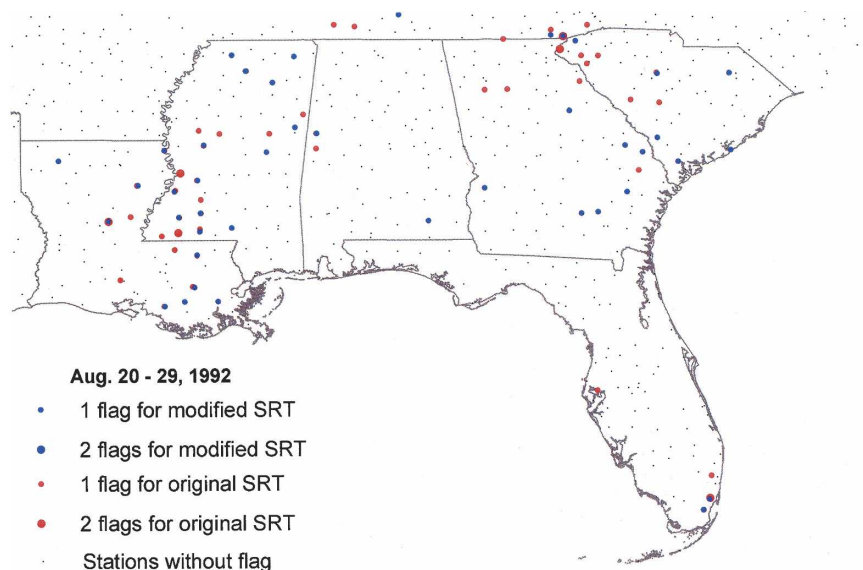 Aug. 20 - 29, 1992
1 flag for modified SRT
2 flags for modified SRT
1 flag for original SRT
2 flags for original SRT
Stations without flag